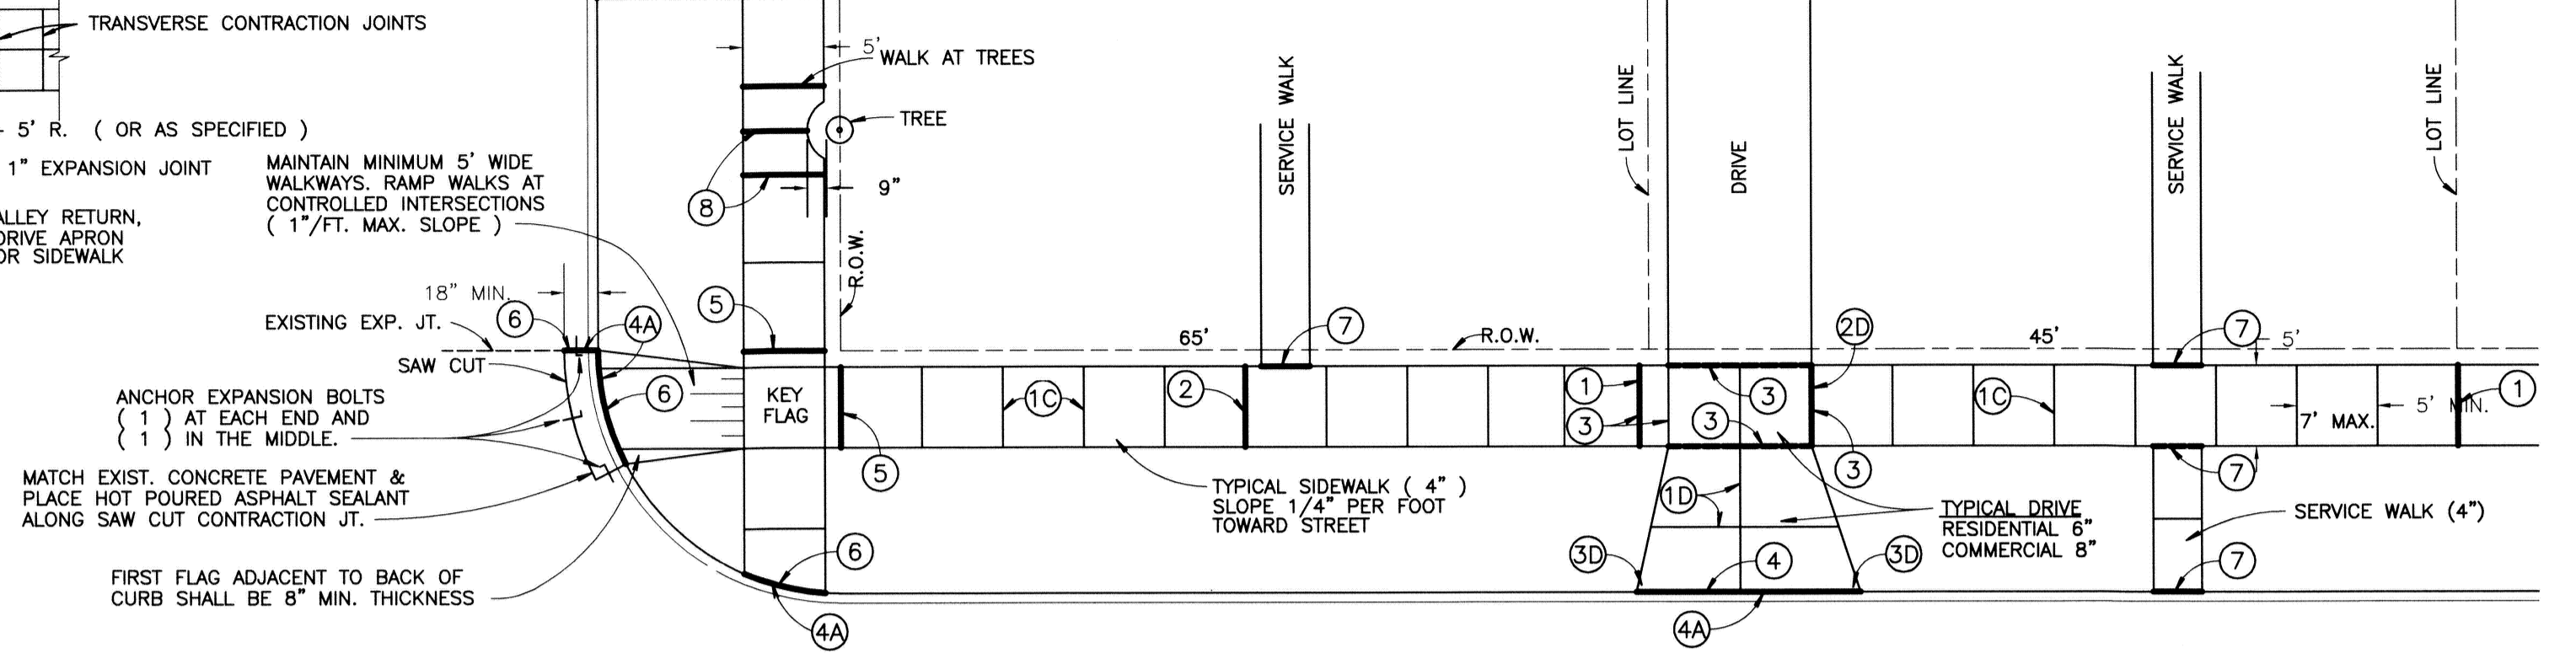 TRANSVERSE CONTRACTION JOINTS
5' R. ( OR AS SPECIFIED )
1" EXPANSION JOINT
ALLEY RETURN,
DRIVE APRON
OR SIDEWALK
MAINTAIN MINIMUM 5' WIDE
WALKWAYS. RAMP WALKS AT
CONTROLLED INTERSECTIONS
( 1"/FT. MAX. SLOPE )
5'
WALK AT TREES
TREE
9"
8
R.O.W.
SERVICE WALK
LOT LINE
DRIVE
SERVICE WALK
LOT LINE
18" MIN.
EXISTING EXP. JT.
6
4A
SAW CUT
5
65'
7
R.O.W.
2D
45'
7
5'
ANCHOR EXPANSION BOLTS
( 1 ) AT EACH END AND
( 1 ) IN THE MIDDLE.
6
KEY
FLAG
1C
2
1
3
3
3
1C
7' MAX.
5' MIN.
1
5
3
7
MATCH EXIST. CONCRETE PAVEMENT &
PLACE HOT POURED ASPHALT SEALANT
ALONG SAW CUT CONTRACTION JT.
TYPICAL SIDEWALK ( 4" )
SLOPE 1/4" PER FOOT
TOWARD STREET
1D
TYPICAL DRIVE
RESIDENTIAL 6"
COMMERCIAL 8"
SERVICE WALK (4")
FIRST FLAG ADJACENT TO BACK OF
CURB SHALL BE 8" MIN. THICKNESS
6
3D
4
3D
7
4A
4A